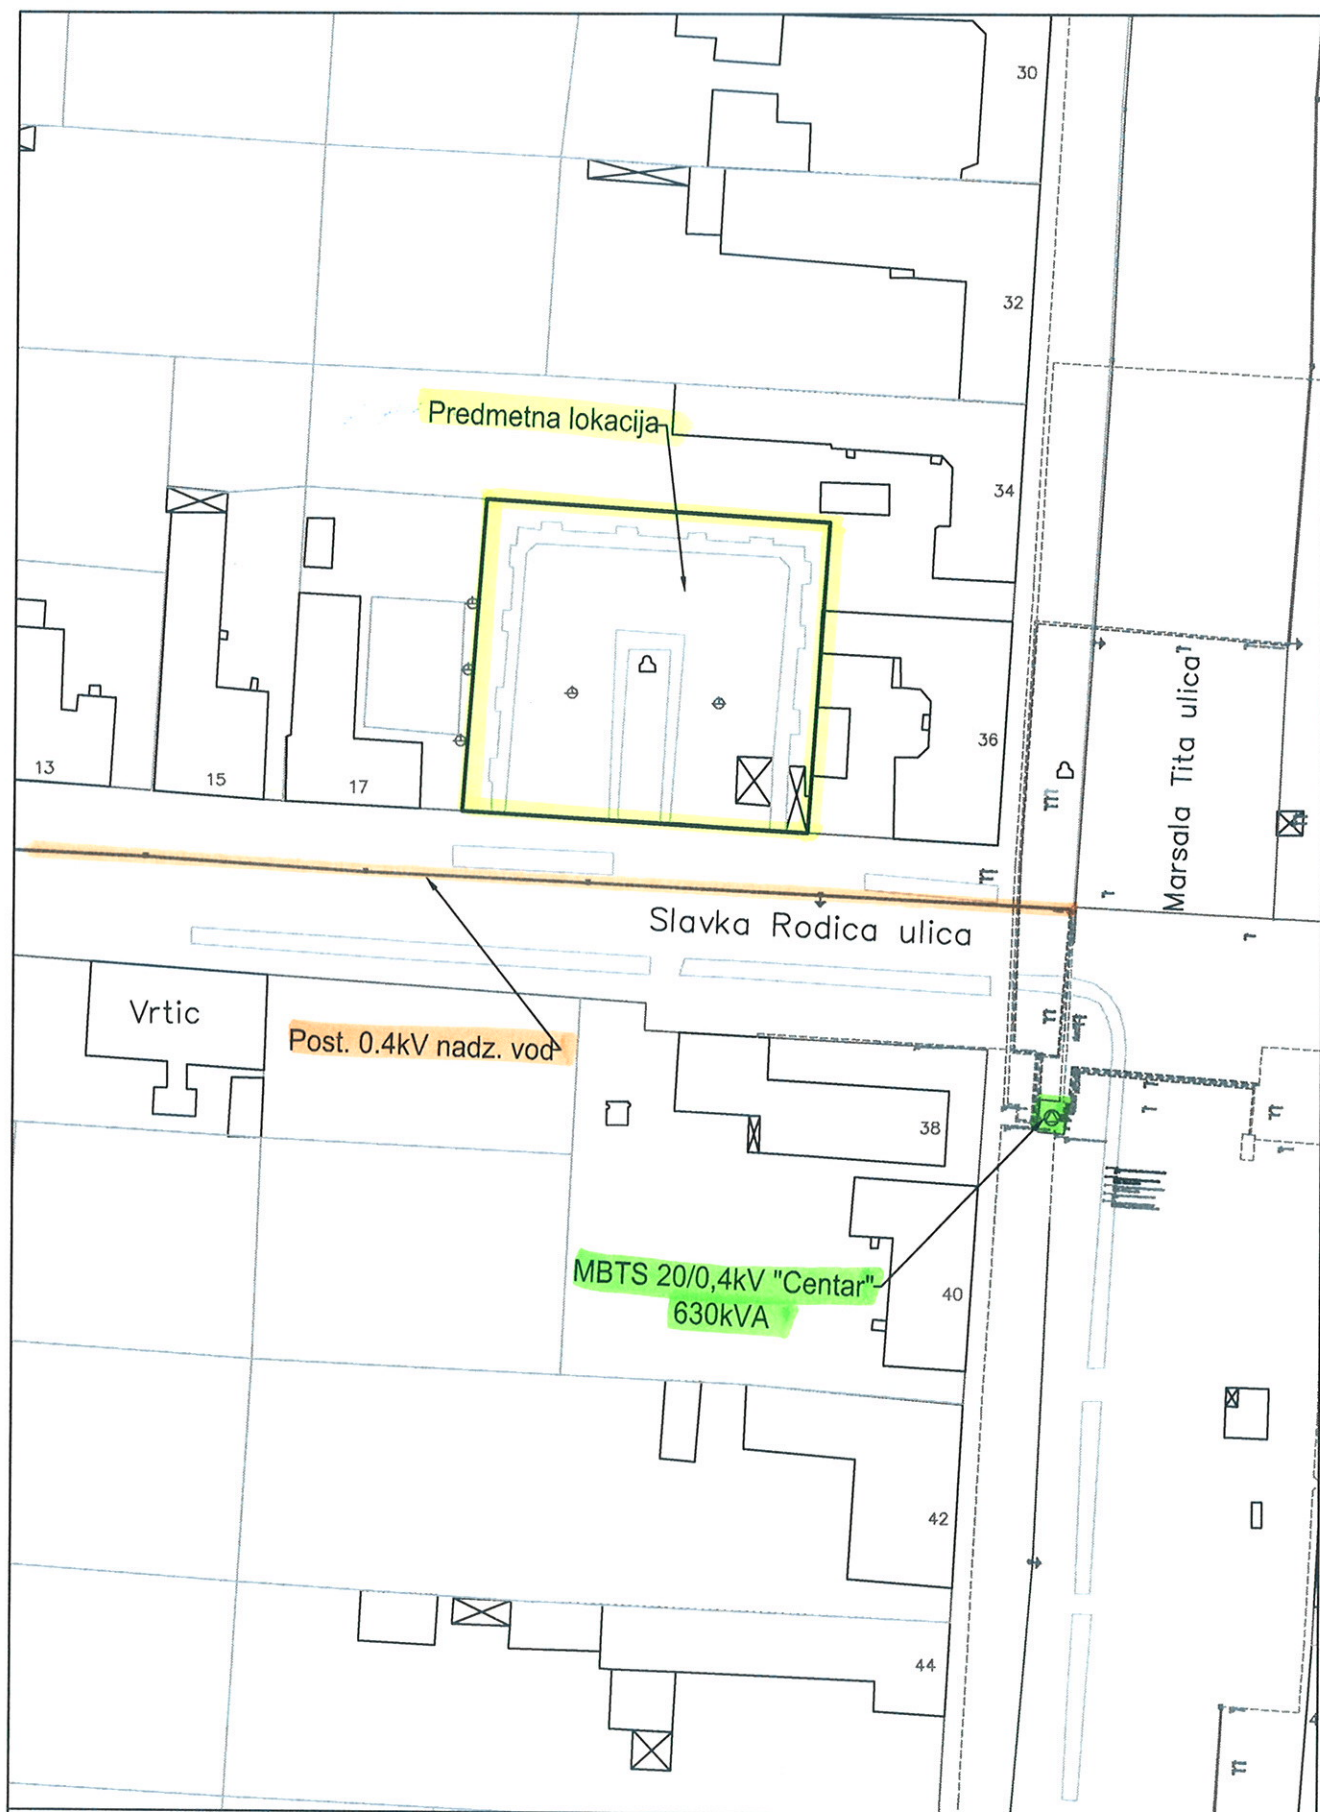 30
32
Predmetna lokacija
34
36
Marsala Tita ulica
13
15
17
Slavka Rodica ulica
Vrtic
Post. 0.4kV nadz. vod
38
MBTS 20/0,4kV "Centar"
630kVA
40
42
44